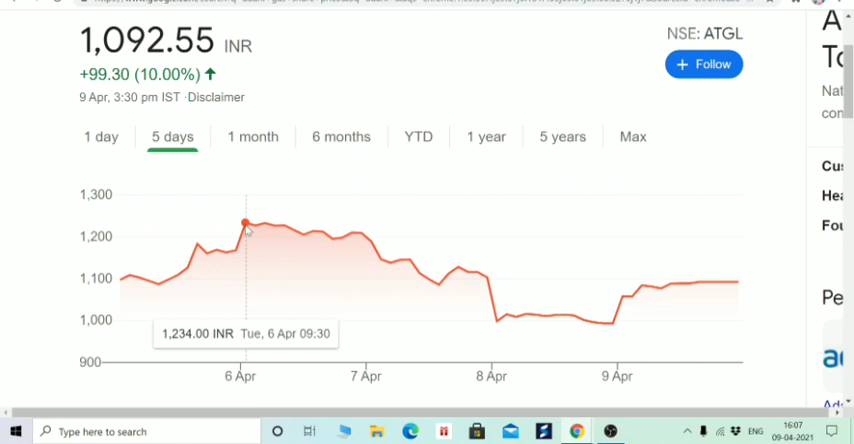 1,092.55 INR
+99.30 (10.00%) ↑
9 Apr, 3:30 pm IST ·Disclaimer
NSE: ATGL
+ Follow
1 day
5 days
1 month
6 months
YTD
1 year
5 years
Max
1,300
1,200
1,100
1,000
900
1,234.00 INR Tue, 6 Apr 09:30
6 Apr
7 Apr
8 Apr
9 Apr
Type here to search
ENG
16:07
09-04-2021